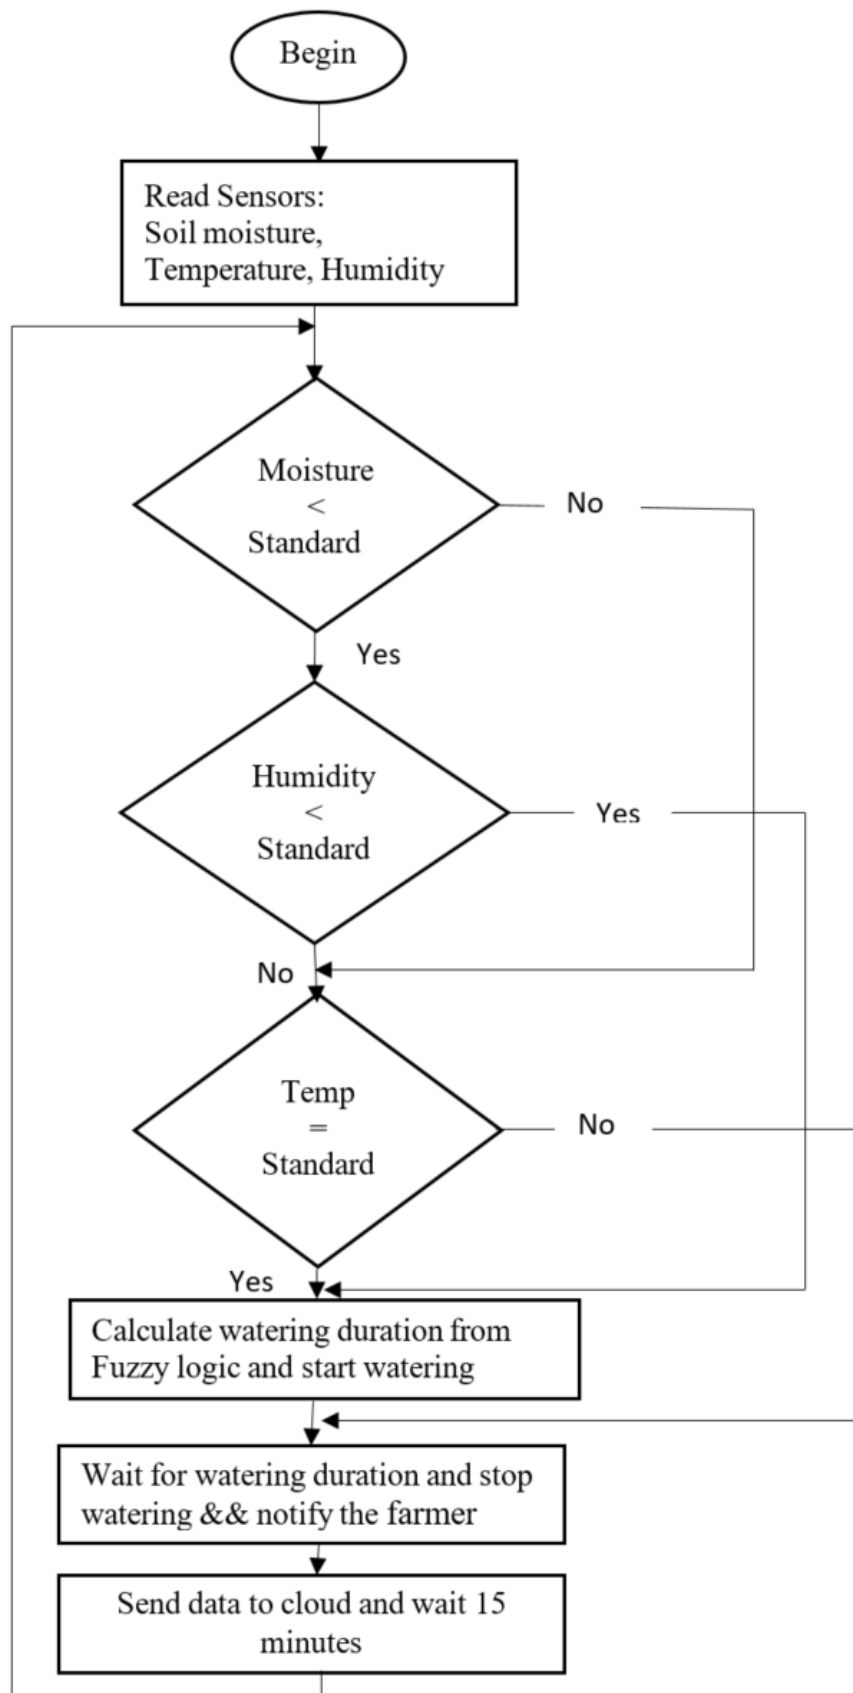 Begin
Read Sensors:
Soil moisture,
Temperature, Humidity
Moisture
<
Standard
No
Yes
Humidity
<
Standard
Yes
No
Temp
=
Standard
No
Yes
Calculate watering duration from
Fuzzy logic and start watering
Wait for watering duration and stop
watering && notify the farmer
Send data to cloud and wait 15
minutes